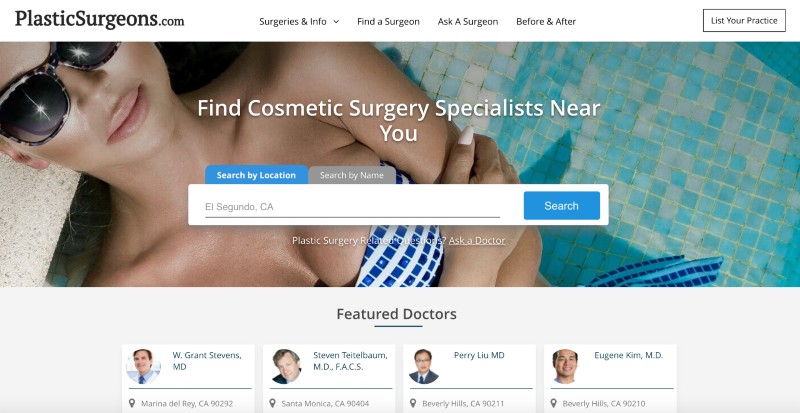 PlasticSurgeons.com
Surgeries & Info
Find a Surgeon
Ask A Surgeon
Before & After
List Your Practice
Find Cosmetic Surgery Specialists Near
You
Search by Location
Search by Name
El Segundo, CA
Search
Plastic Surgery Related Questions? Ask a Doctor
Featured Doctors
W. Grant Stevens,
MD
Marina del Rey, CA 90292
Steven Teitelbaum,
M.D., F.A.C.S.
Santa Monica, CA 90404
Perry Liu MD
Beverly Hills, CA 90211
Eugene Kim, M.D.
Beverly Hills, CA 90210